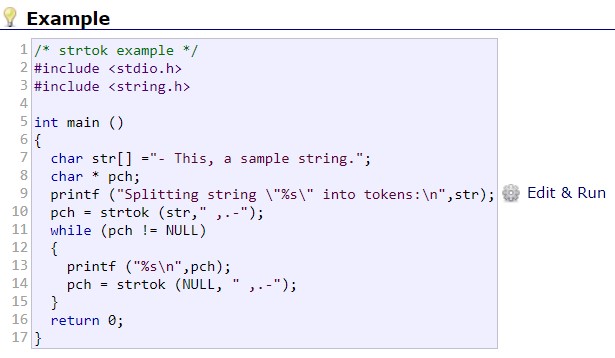 Example
1 /* strtok example */
2 #include <stdio.h>
3 #include <string.h>
4
5 int main ()
6 {
7   char str[] ="- This, a sample string.";
8   char * pch;
9   printf ("Splitting string \"%s\" into tokens:\n",str);
10   pch = strtok (str," ,.-");
11   while (pch != NULL)
12   {
13     printf ("%s\n",pch);
14     pch = strtok (NULL, " ,.-");
15   }
16   return 0;
17 }
Edit & Run